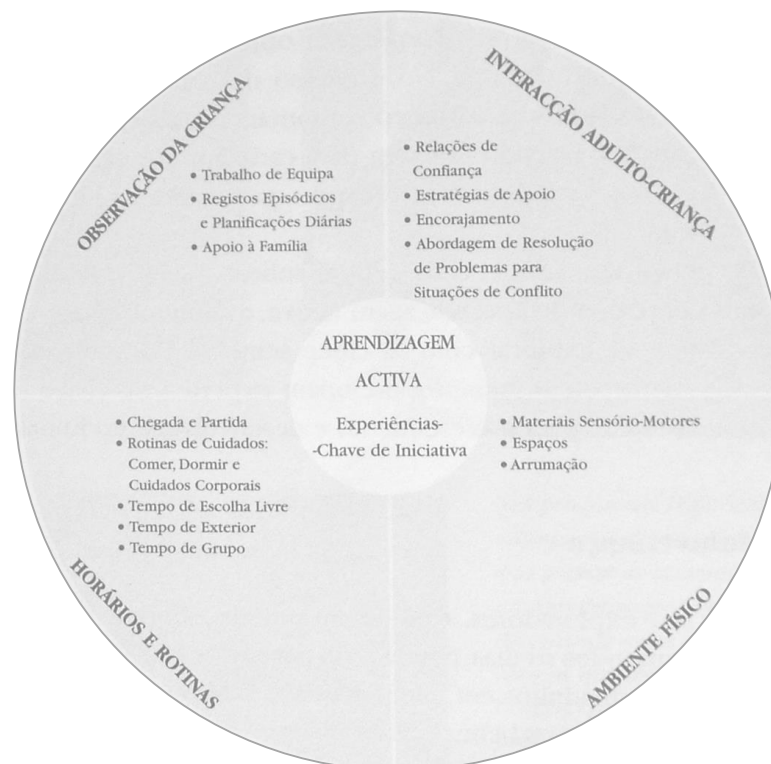 OBSERVAÇÃO DA CRIANÇA
• Trabalho de Equipa
• Registos Episódicos
e Planificações Diárias
• Apoio à Família
INTERACÇÃO ADULTO-CRIANÇA
• Relações de
Confiança
• Estratégias de Apoio
• Encorajamento
• Abordagem de Resolução
de Problemas para
Situações de Conflito
APRENDIZAGEM
ACTIVA
Experiências-
-Chave de Iniciativa
• Chegada e Partida
• Rotinas de Cuidados:
Comer, Dormir e
Cuidados Corporais
• Tempo de Escolha Livre
• Tempo de Exterior
• Tempo de Grupo
HORÁRIOS E ROTINAS
• Materiais Sensório-Motores
• Espaços
• Arrumação
AMBIENTE FÍSICO